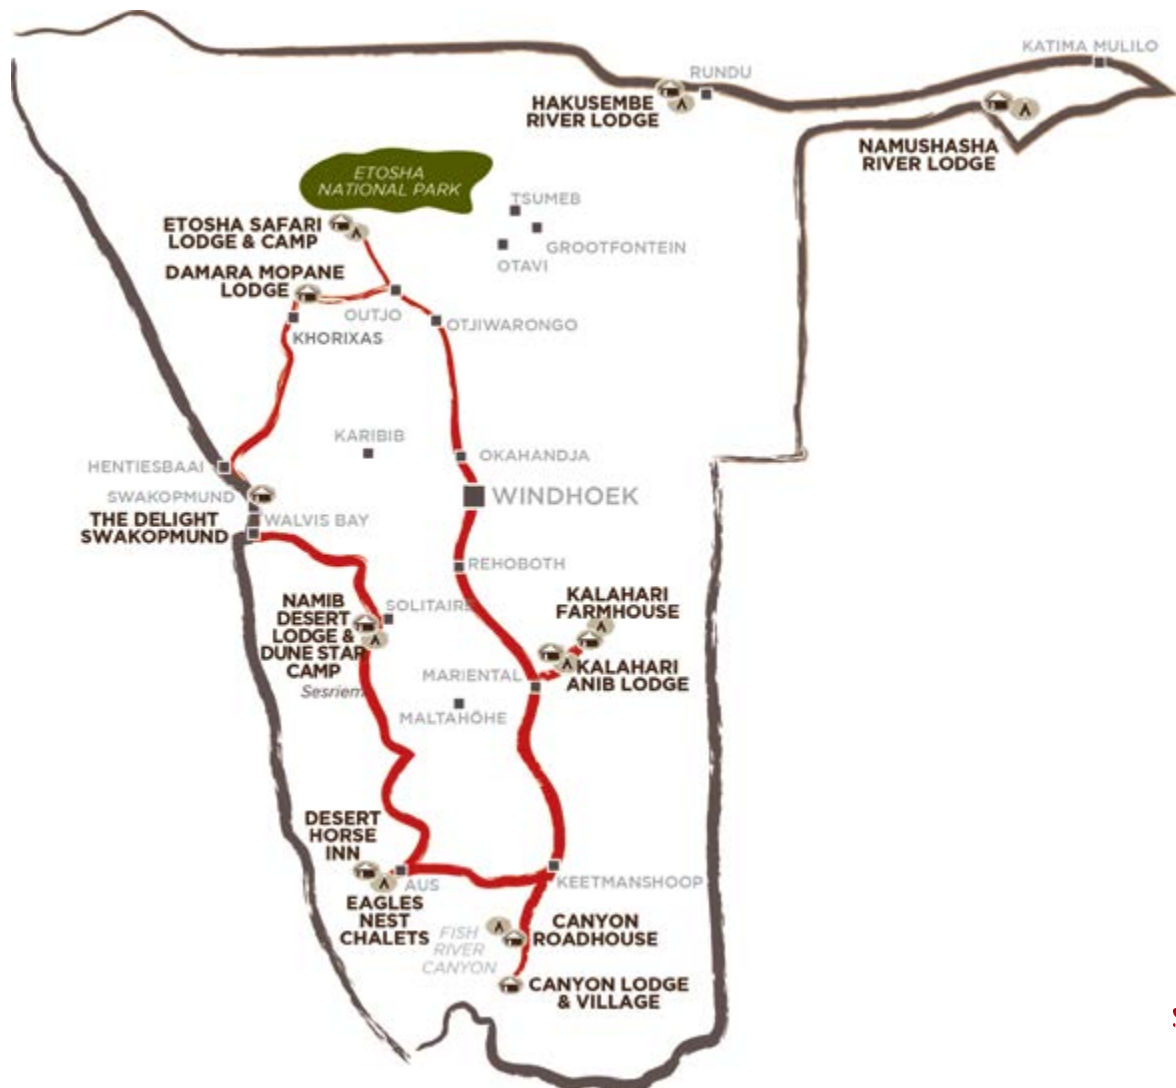 KATIMA MULILO
RUNDU
HAKUSEMBE
RIVER LODGE
NAMUSHASHA
RIVER LODGE
ETOSHA
NATIONAL PARK
TSUMEB
GROOTFONTEIN
OTAVI
ETOSHA SAFARI
LODGE & CAMP
DAMARA MOPANE
LODGE
OUTJO
OTJIWARONGO
KHORIXAS
KARIBIB
OKAHANDJA
HENTIESBAAI
SWAKOPMUND
WINDHOEK
THE DELIGHT
SWAKOPMUND
WALVIS BAY
REHOBOTH
NAMIB
DESERT
LODGE &
DUNE STAR
CAMP
SOLITAIRE
KALAHARI
FARMHOUSE
KALAHARI
ANIB LODGE
Sesriem
MARIENTAL
MALTAHÖHE
DESERT
HORSE
INN
AUS
KEETMANSHOOP
EAGLES
NEST
CHALETS
FISH
RIVER
CANYON
CANYON
ROADHOUSE
CANYON LODGE
& VILLAGE